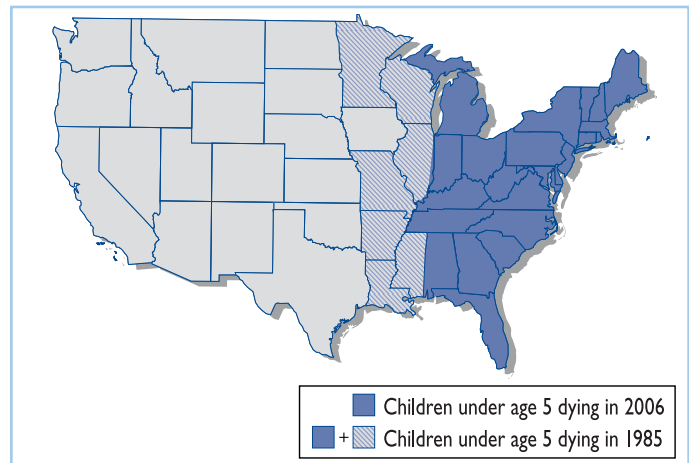 Children under age 5 dying in 2006
+ Children under age 5 dying in 1985